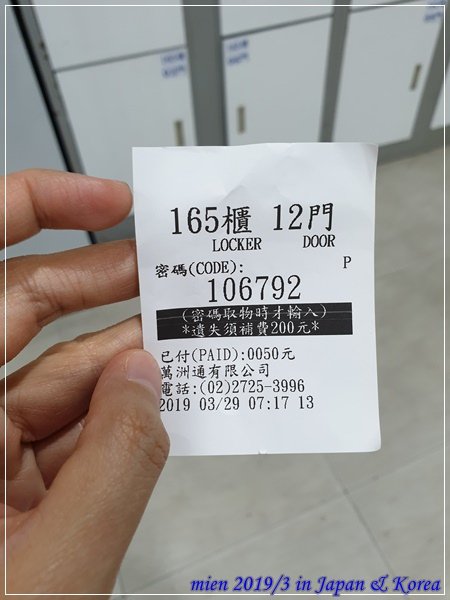 165櫃 12門
LOCKER DOOR
密碼(CODE): P
106792
(密碼取物時才輸入)
*遺失須補費200元*
已付(PAID):0050元
萬洲通有限公司
電話:(02)2725-3996
2019 03/29 07:17 13
mien 2019/3 in Japan & Korea